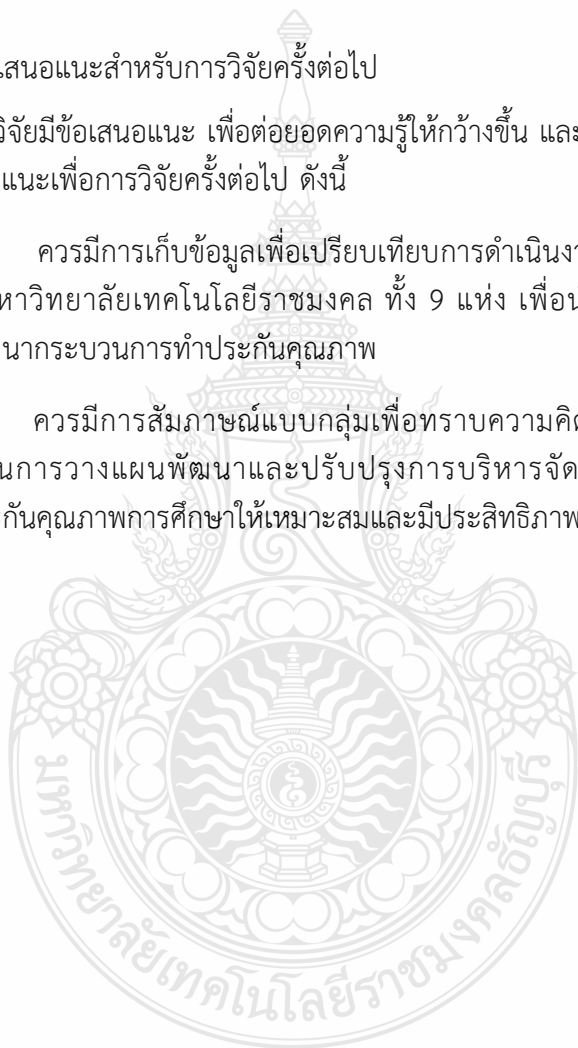 เสนอแนะสำหรับการวิจัยครั้งต่อไป
วิจัยมีข้อเสนอแนะ เพื่อต่อยอดความรู้ให้กว้างขึ้น และ
แนะเพื่อการวิจัยครั้งต่อไป ดังนี้
ควรมีการเก็บข้อมูลเพื่อเปรียบเทียบการดำเนินงา
หาวิทยาลัยเทคโนโลยีราชมงคล ทั้ง 9 แห่ง เพื่อน
นากระบวนการทำประกันคุณภาพ
ควรมีการสัมภาษณ์แบบกลุ่มเพื่อทราบความคิด
นการวางแผนพัฒนาและปรับปรุงการบริหารจัด
กันคุณภาพการศึกษาให้เหมาะสมและมีประสิทธิภาพ
มหาวิทยาลัยเทคโนโลยีราชมงคลธัญบุรี